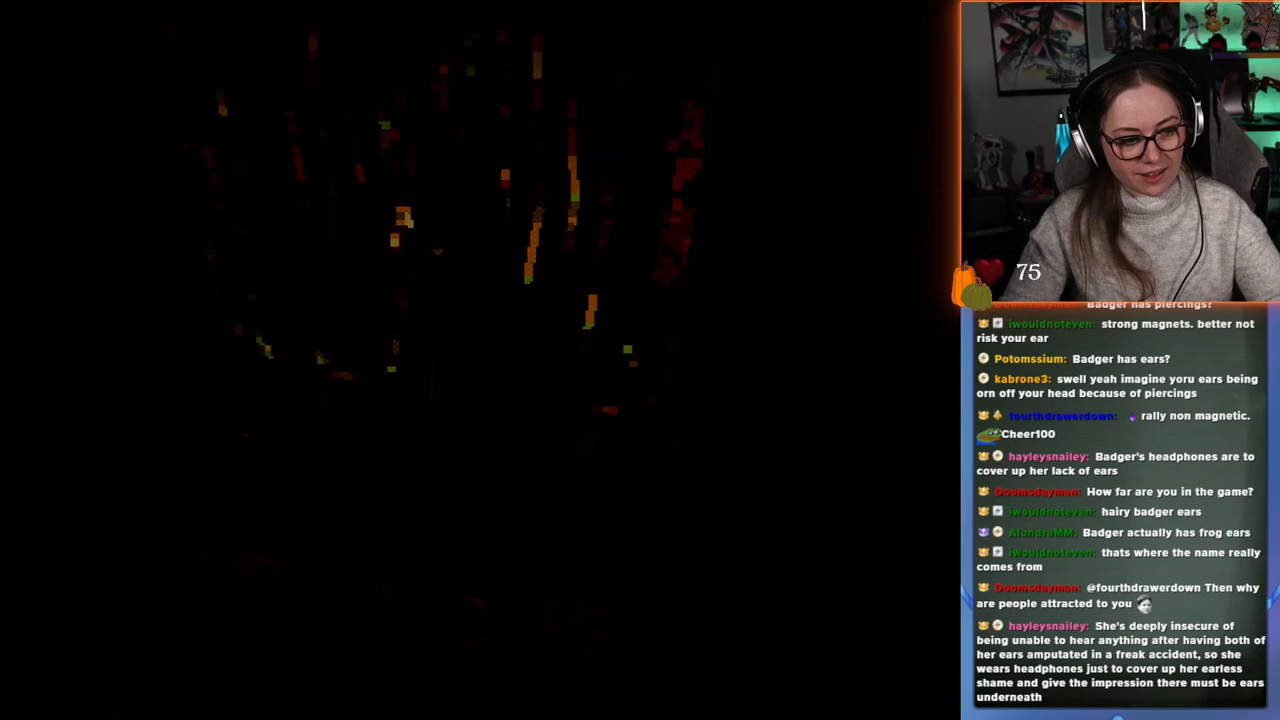 75
Badger has piercings?
iwouldnoteven: strong magnets. better not
risk your ear
Potomssium: Badger has ears?
kabrone3: swell yeah imagine yoru ears being
orn off your head because of piercings
fourthdrawerdown: rally non magnetic.
Cheer100
hayleysnailey: Badger's headphones are to
cover up her lack of ears
Doomsdayman: How far are you in the game?
iwouldnoteven: hairy badger ears
AlundraMM: Badger actually has frog ears
iwouldnoteven: thats where the name really
comes from
Doomsdayman: @fourthdrawerdown Then why
are people attracted to you
hayleysnailey: She's deeply insecure of
being unable to hear anything after having both of
her ears amputated in a freak accident, so she
wears headphones just to cover up her earless
shame and give the impression there must be ears
underneath